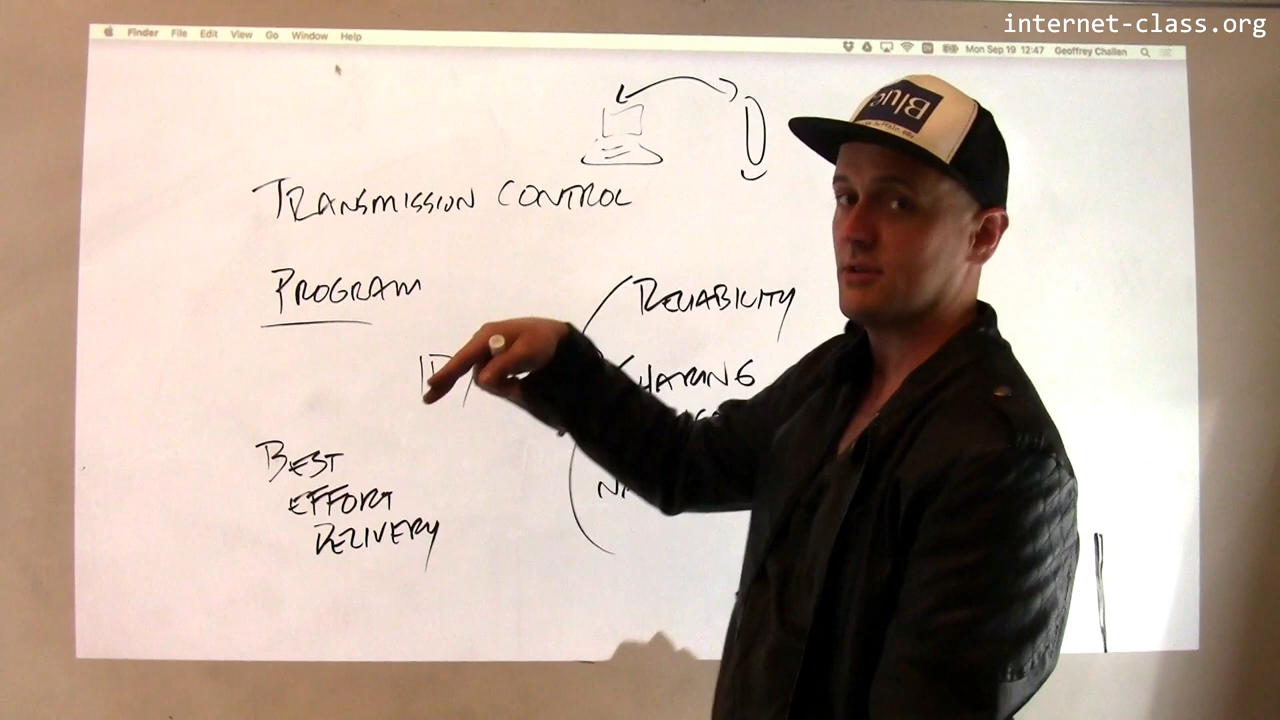 internet-class.org
Finder File Edit View Go Window Help
Mon Sep 19 12:47 Geoffrey Challen
Blue
TRANSMISSION CONTROL
PROGRAM
RELIABILITY
SHARING
BEST
EFFORT
DELIVERY